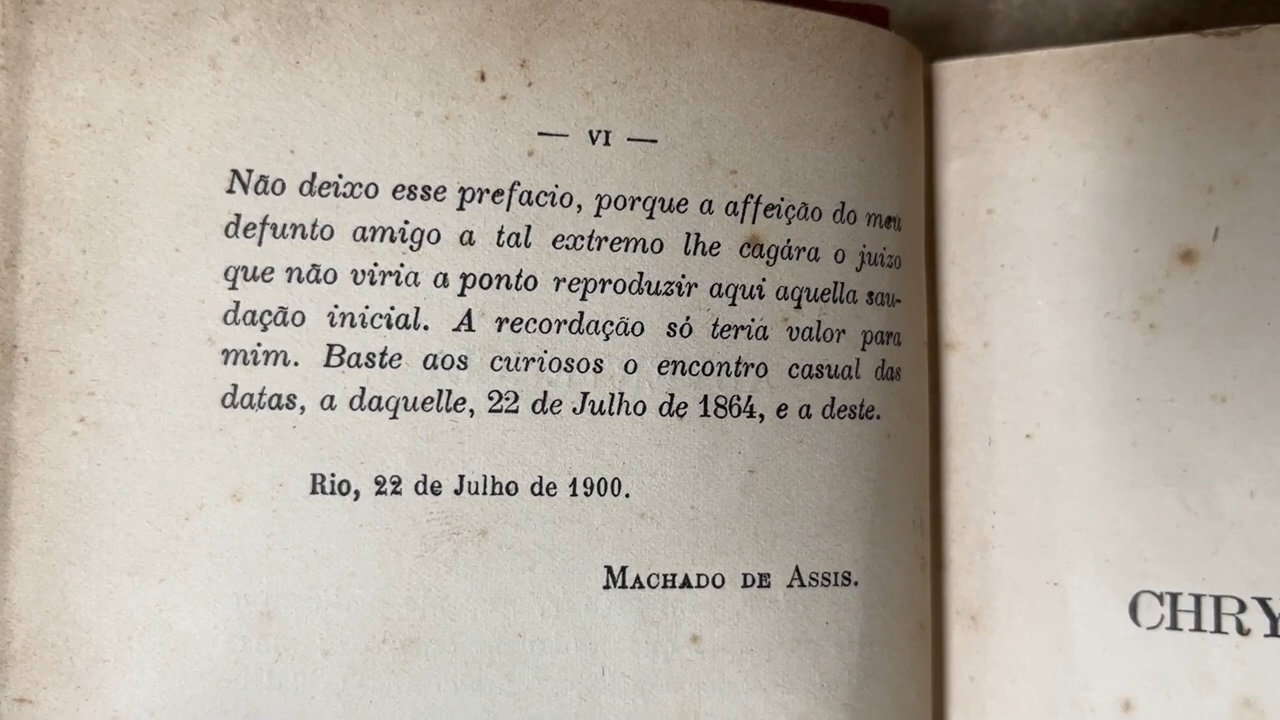 — VI —
Não deixo esse prefacio, porque a affeição do meu
defunto amigo a tal extremo lhe cagára o juizo
que não viria a ponto reproduzir aqui aquella sau-
dação inicial. A recordação só teria valor para
mim. Baste aos curiosos o encontro casual das
datas, a daquelle, 22 de Julho de 1864, e a deste.
Rio, 22 de Julho de 1900.
MACHADO DE ASSIS.
CHRY